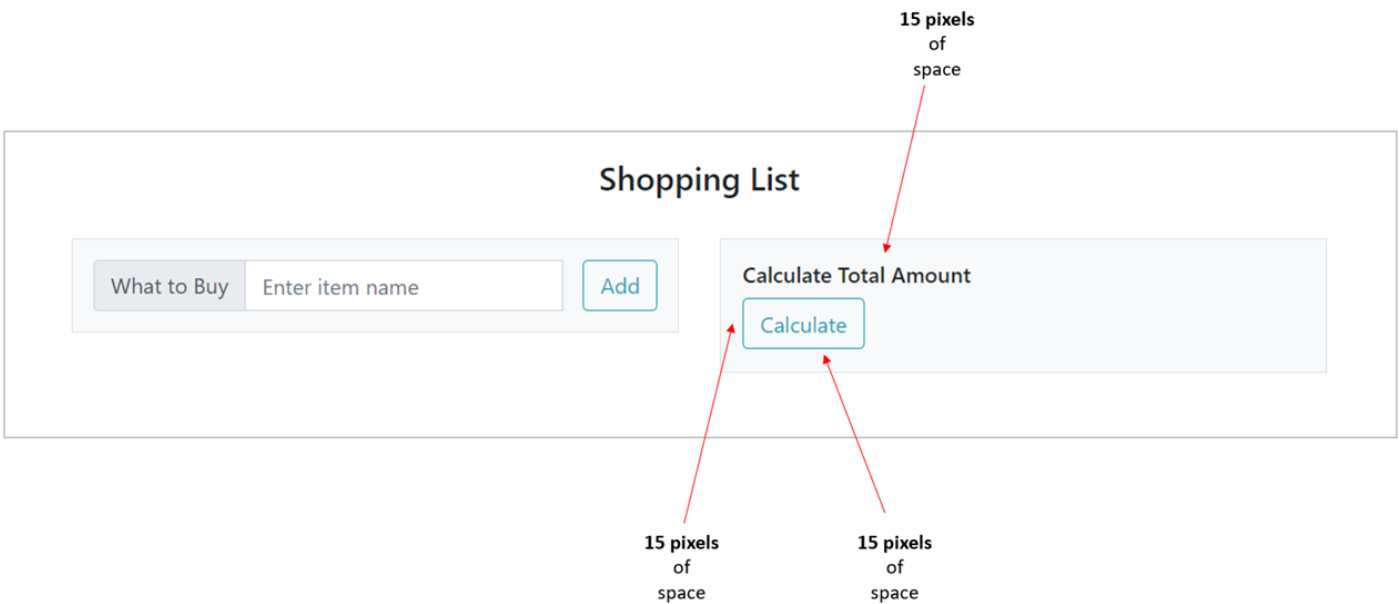 15 pixels
of
space
Shopping List
What to Buy Enter item name Add
Calculate Total Amount
Calculate
15 pixels
of
space
15 pixels
of
space